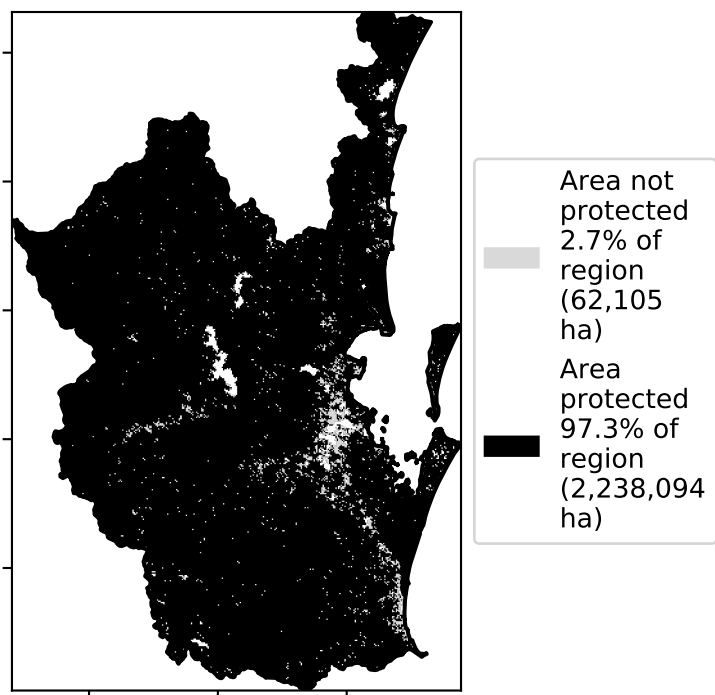 Area not
protected
2.7% of
region
(62,105
ha)
Area
protected
97.3% of
region
(2,238,094
ha)